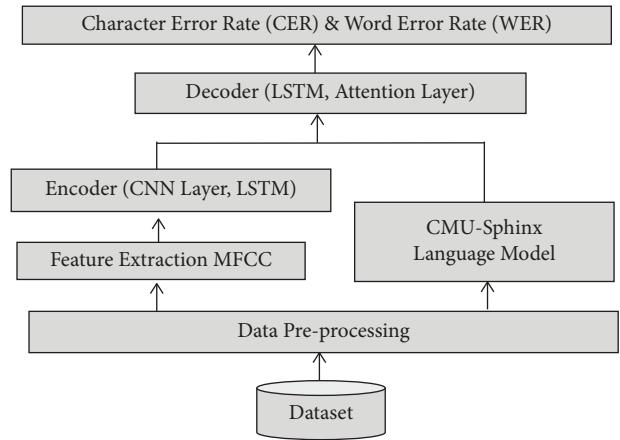 Character Error Rate (CER) & Word Error Rate (WER)
Decoder (LSTM, Attention Layer)
Encoder (CNN Layer, LSTM)
CMU-Sphinx
Language Model
Feature Extraction MFCC
Data Pre-processing
Dataset